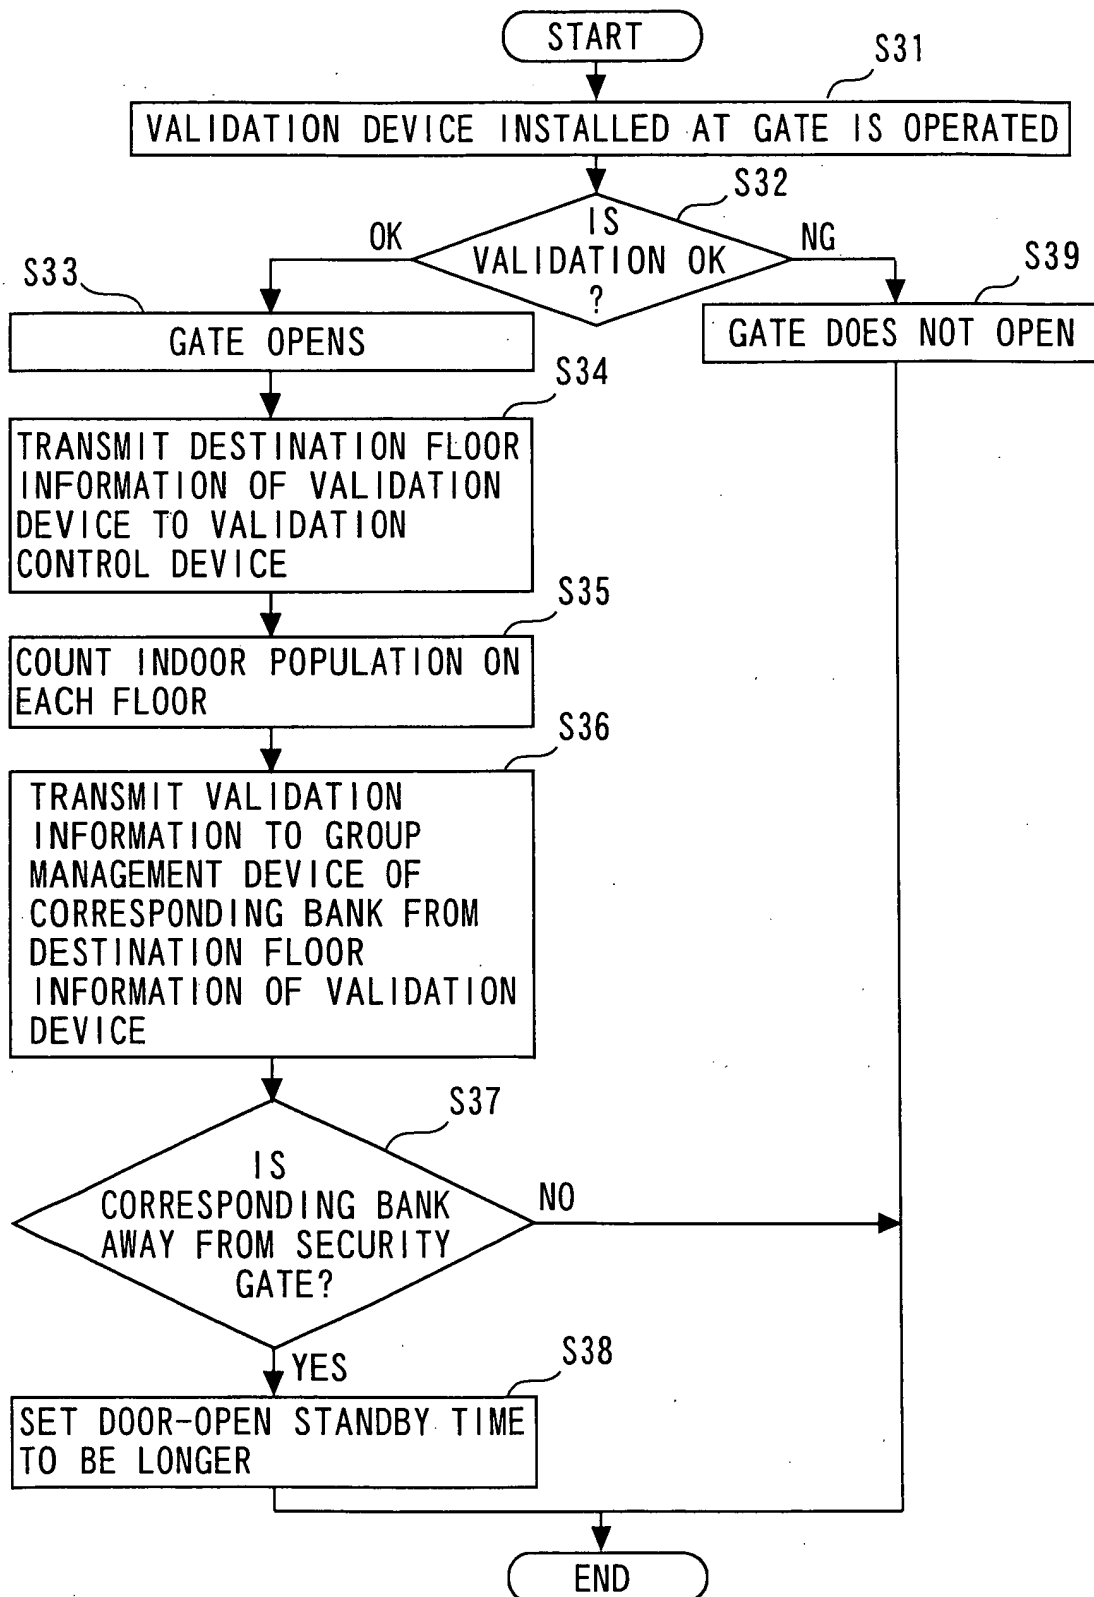 START
S31
VALIDATION DEVICE INSTALLED AT GATE IS OPERATED
S32
IS
VALIDATION OK
?
OK
NG
S33
GATE OPENS
S39
GATE DOES NOT OPEN
S34
TRANSMIT DESTINATION FLOOR
INFORMATION OF VALIDATION
DEVICE TO VALIDATION
CONTROL DEVICE
S35
COUNT INDOOR POPULATION ON
EACH FLOOR
S36
TRANSMIT VALIDATION
INFORMATION TO GROUP
MANAGEMENT DEVICE OF
CORRESPONDING BANK FROM
DESTINATION FLOOR
INFORMATION OF VALIDATION
DEVICE
S37
IS
CORRESPONDING BANK
AWAY FROM SECURITY
GATE?
NO
YES
S38
SET DOOR-OPEN STANDBY TIME
TO BE LONGER
END